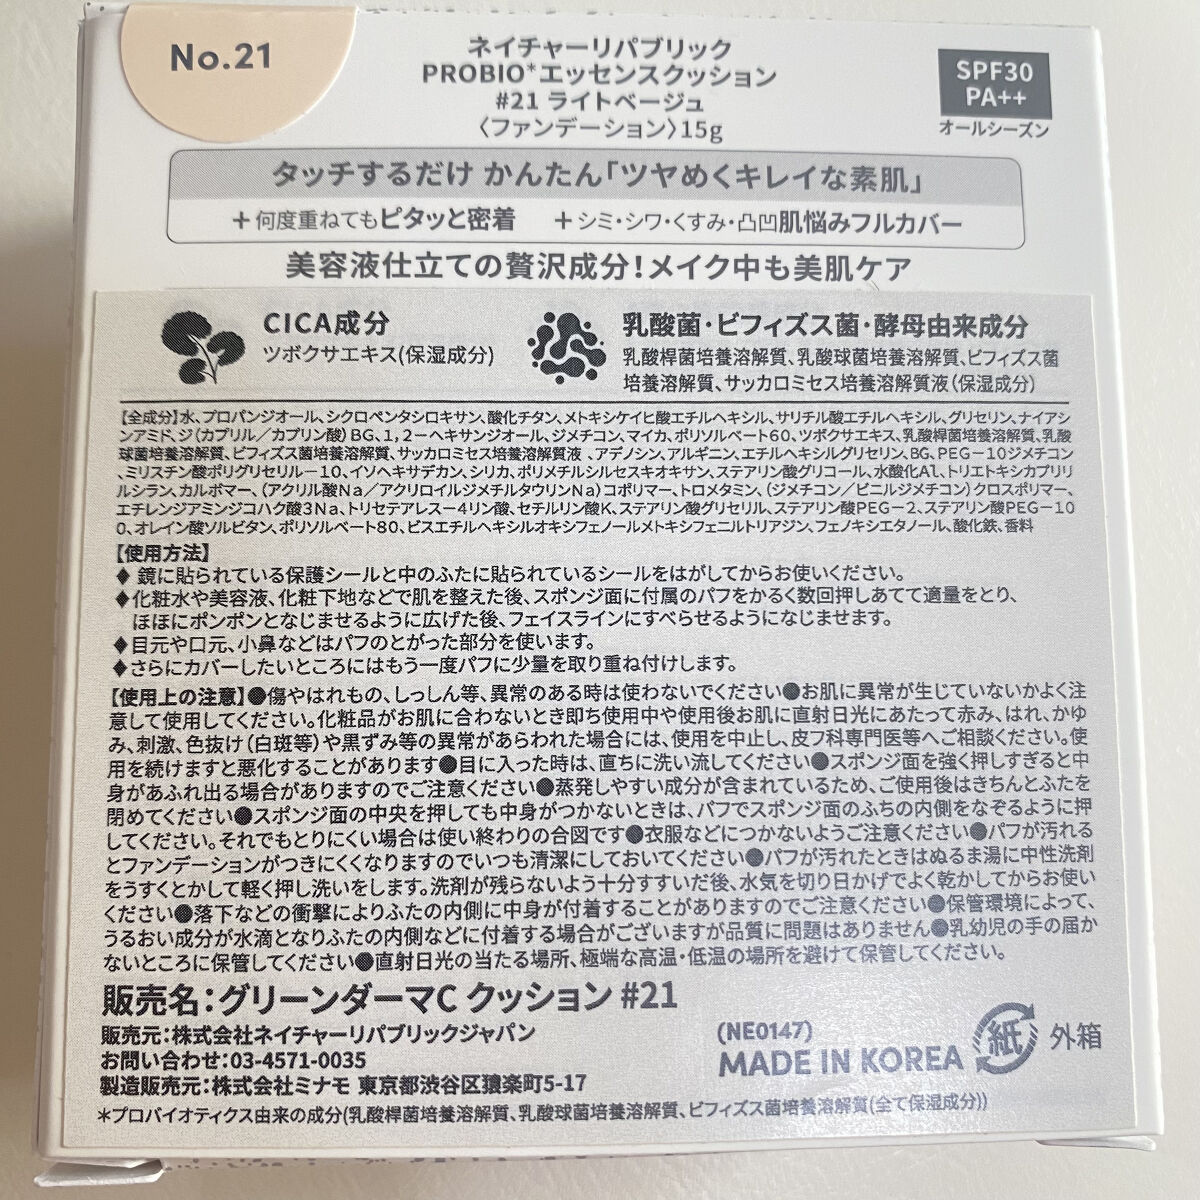 No.21
ネイチャーリパブリック
PROBIO*エッセンスクッション
#21 ライトベージュ
〈ファンデーション〉15g
SPF30
PA++
オールシーズン
タッチするだけ かんたん「ツヤめくキレイな素肌」
+何度重ねてもピタッと密着 +シミ・シワ・くすみ・凸凹肌悩みフルカバー
美容液仕立ての贅沢成分!メイク中も美肌ケア
CICA成分
ツボクサエキス(保湿成分)
乳酸菌・ビフィズス菌・酵母由来成分
乳酸桿菌培養溶解質、乳酸球菌培養溶解質、ビフィズス菌
培養溶解質、サッカロミセス培養溶解質液(保湿成分)
【全成分】水、プロパンジオール、シクロペンタシロキサン、酸化チタン、メトキシケイヒ酸エチルヘキシル、サリチル酸エチルヘキシル、グリセリン、ナイアシ
ンアミド、ジ(カプリル/カプリン酸)BG、1,2-ヘキサンジオール、ジメチコン、マイカ、ポリソルベート60、ツボクサエキス、乳酸桿菌培養溶解質、乳酸
球菌培養溶解質、ビフィズス菌培養溶解質、サッカロミセス培養溶解質液、アデノシン、アルギニン、エチルヘキシルグリセリン、BG、PEG-10ジメチコン
、ミリスチン酸ポリグリセリル-10、イソヘキサデカン、シリカ、ポリメチルシルセスキオキサン、ステアリン酸グリコール、水酸化Al、トリエトキシカプリリ
ルシラン、カルボマー、(アクリル酸Na/アクリロイルジメチルタウリンNa)コポリマー、トロメタミン、(ジメチコン/ビニルジメチコン)クロスポリマー、
エチレンジアミンジコハク酸3Na、トリセテアレス-4リン酸、セチルリン酸K、ステアリン酸グリセリル、ステアリン酸PEG-2、ステアリン酸PEG-10
0、オレイン酸ソルビタン、ポリソルベート80、ビスエチルヘキシルオキシフェノールメトキシフェニルトリアジン、フェノキシエタノール、酸化鉄、香料
【使用方法】
♦ 鏡に貼られている保護シールと中のふたに貼られているシールをはがしてからお使いください。
♦化粧水や美容液、化粧下地などで肌を整えた後、スポンジ面に付属のパフをかるく数回押しあてて適量をとり、
ほほにポンポンとなじませるように広げた後、フェイスラインにすべらせるようになじませます。
♦目元や口元、小鼻などはパフのとがった部分を使います。
♦さらにカバーしたいところにはもう一度パフに少量を取り重ね付けします。
【使用上の注意】●傷やはれもの、しっしん等、異常のある時は使わないでください●お肌に異常が生じていないかよく注
意して使用してください。化粧品がお肌に合わないとき即ち使用中や使用後お肌に直射日光にあたって赤み、はれ、かゆ
み、刺激、色抜け(白斑等)や黒ずみ等の異常があらわれた場合には、使用を中止し、皮フ科専門医等へご相談ください。使
用を続けますと悪化することがあります●目に入った時は、直ちに洗い流してください●スポンジ面を強く押しすぎると中
身があふれ出る場合がありますのでご注意ください●蒸発しやすい成分が含まれているため、ご使用後はきちんとふたを
閉めてください●スポンジ面の中央を押しても中身がつかないときは、パフでスポンジ面のふちの内側をなぞるように押
してください。それでもとりにくい場合は使い終わりの合図です●衣服などにつかないようご注意ください●パフが汚れる
とファンデーションがつきにくくなりますのでいつも清潔にしておいてください●パフが汚れたときはぬるま湯に中性洗剤
をうすくとかして軽く押し洗いをします。洗剤が残らないよう十分すすいだ後、水気を切り日かげでよく乾かしてからお使い
ください●落下などの衝撃によりふたの内側に中身が付着することがありますのでご注意ください●保管環境によって、
うるおい成分が水滴となりふたの内側などに付着する場合がございますが品質に問題はありません●乳幼児の手の届か
ないところに保管してください●直射日光の当たる場所、極端な高温・低温の場所を避けて保管してください。
販売名:グリーンダーマC クッション #21
販売元:株式会社ネイチャーリパブリックジャパン
お問い合わせ:03-4571-0035
製造販売元:株式会社ミナモ 東京都渋谷区猿楽町5-17
(NE0147)
MADE IN KOREA
紙 外箱
*プロバイオティクス由来の成分(乳酸桿菌培養溶解質、乳酸球菌培養溶解質、ビフィズス菌培養溶解質(全て保湿成分))